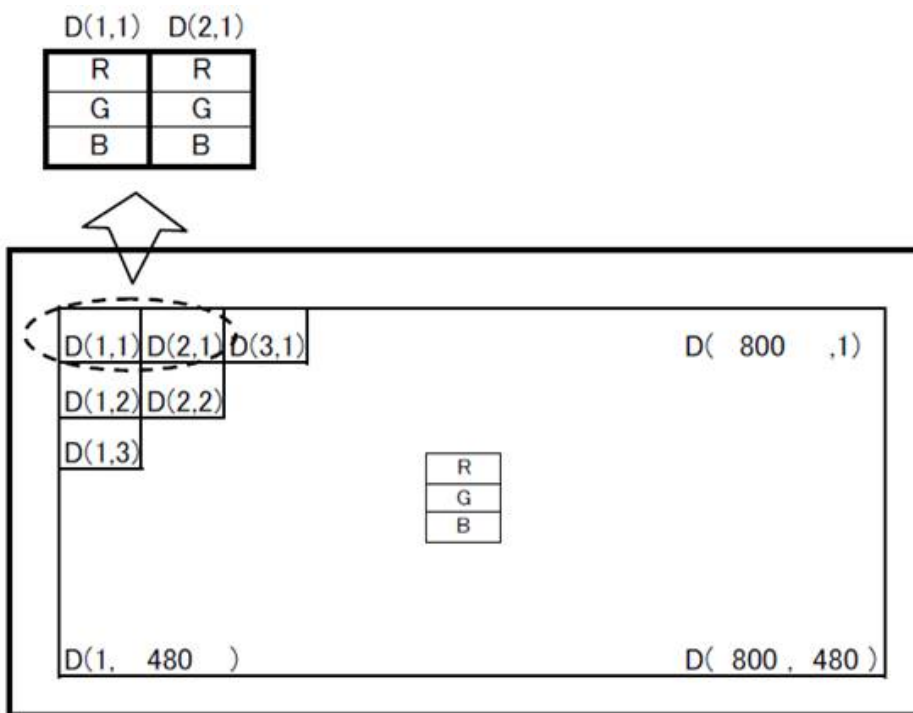 D(1,1) D(2,1)
R R
G G
B B
D(1,1) D(2,1) D(3,1) D( 800 ,1)
D(1,2) D(2,2)
D(1,3)
R
G
B
D(1, 480 ) D( 800 , 480 )